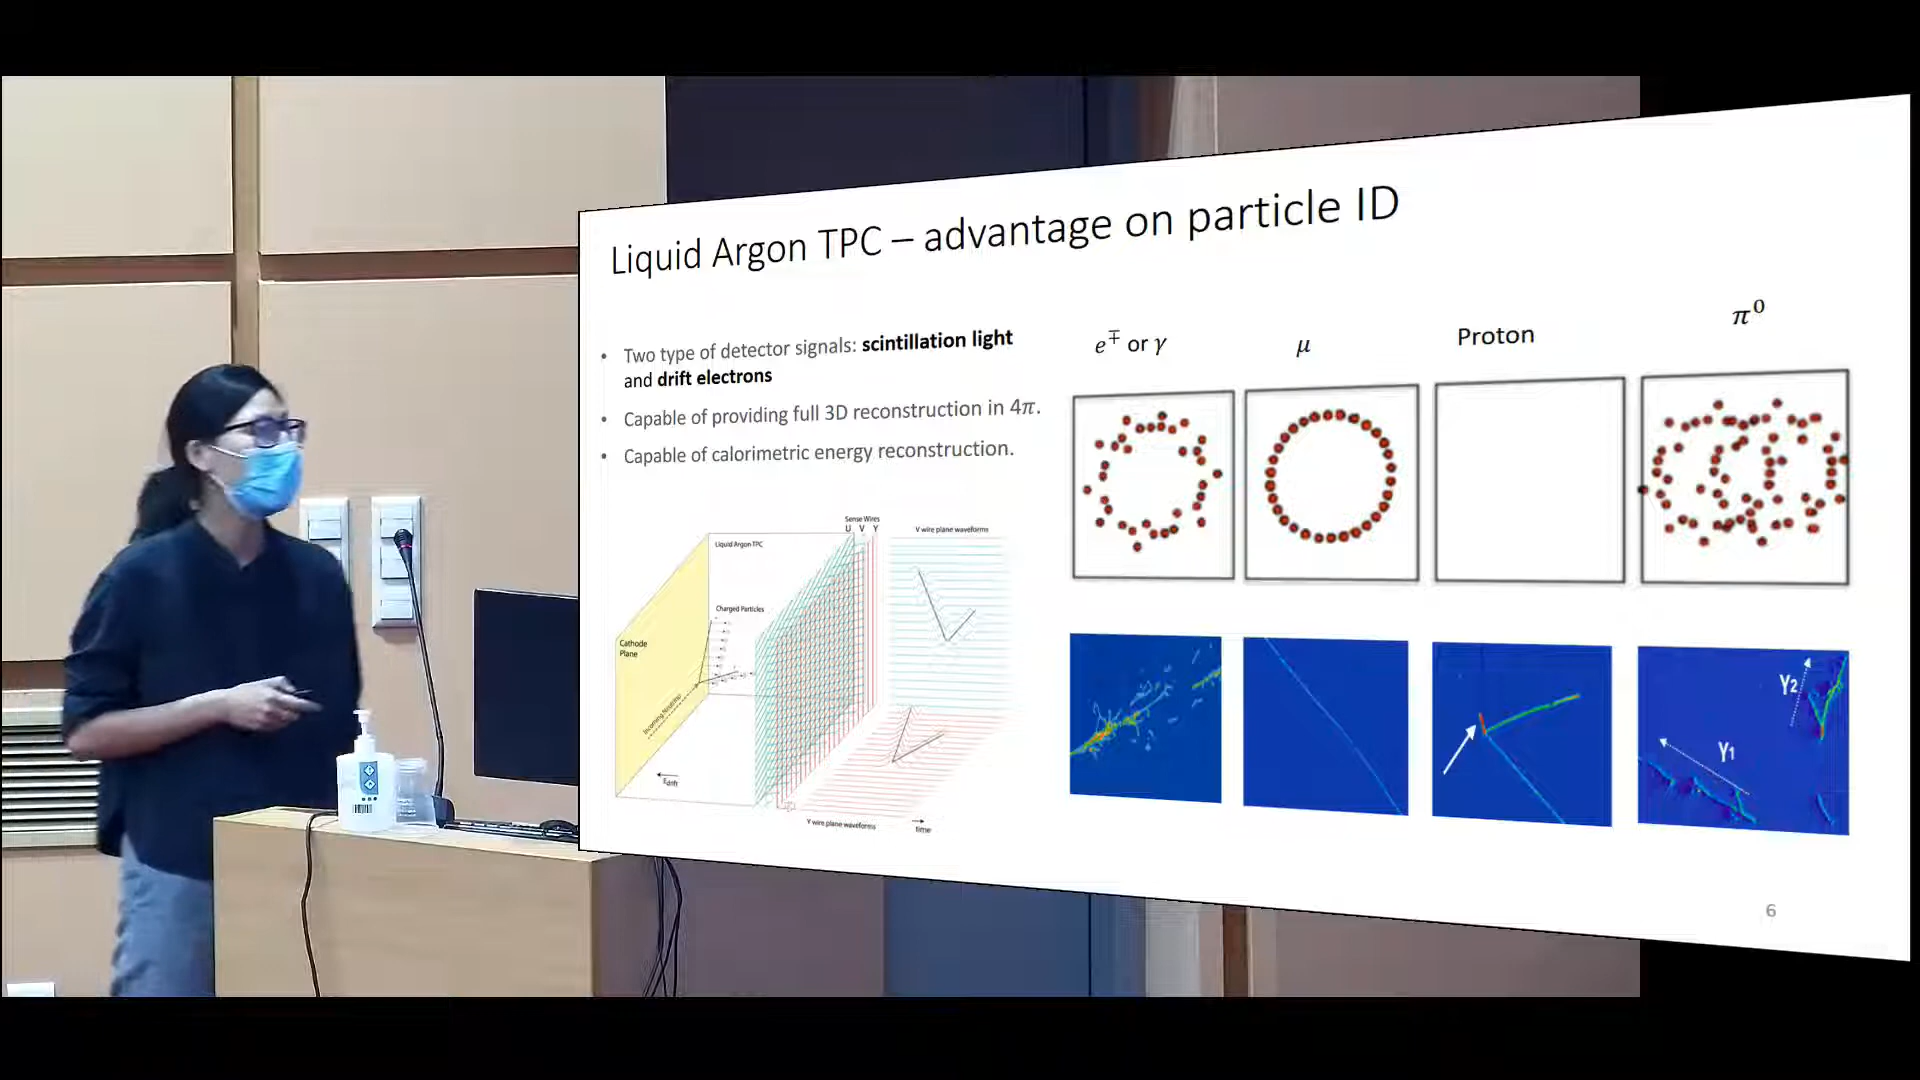 Liquid Argon TPC – advantage on particle ID
• Two type of detector signals: scintillation light
and drift electrons
• Capable of providing full 3D reconstruction in 4π.
• Capable of calorimetric energy reconstruction.
e∓ or γ
μ
Proton
π⁰
Sense Wires
U V Y
V wire plane waveforms
Liquid Argon TPC
Charged Particles
Cathode
Plane
Incoming Neutrino
Edrift
Y wire plane waveforms
time
γ1
γ2
6